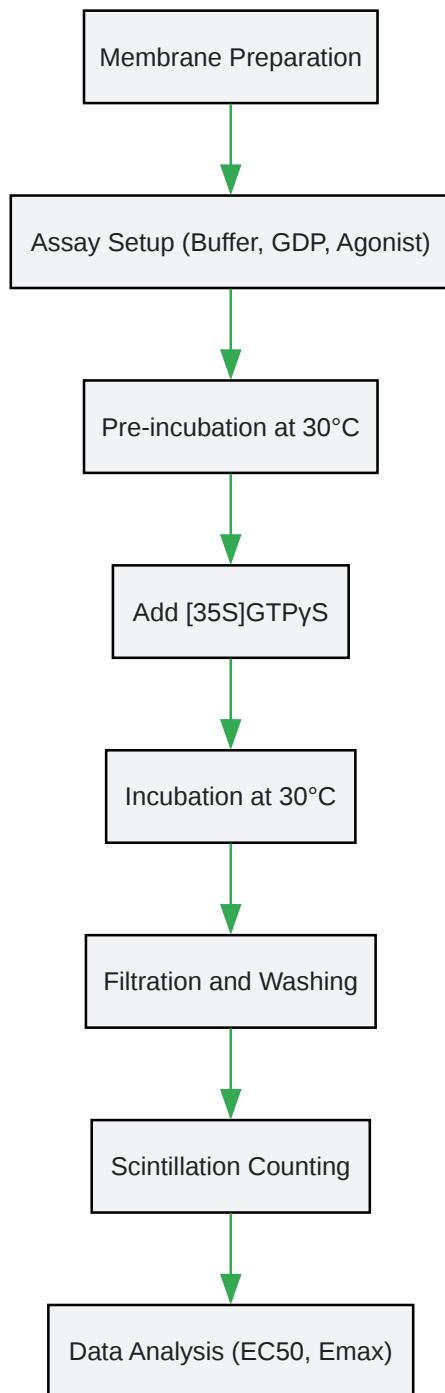 Membrane Preparation
Assay Setup (Buffer, GDP, Agonist)
Pre-incubation at 30°C
Add [35S]GTPγS
Incubation at 30°C
Filtration and Washing
Scintillation Counting
Data Analysis (EC50, Emax)